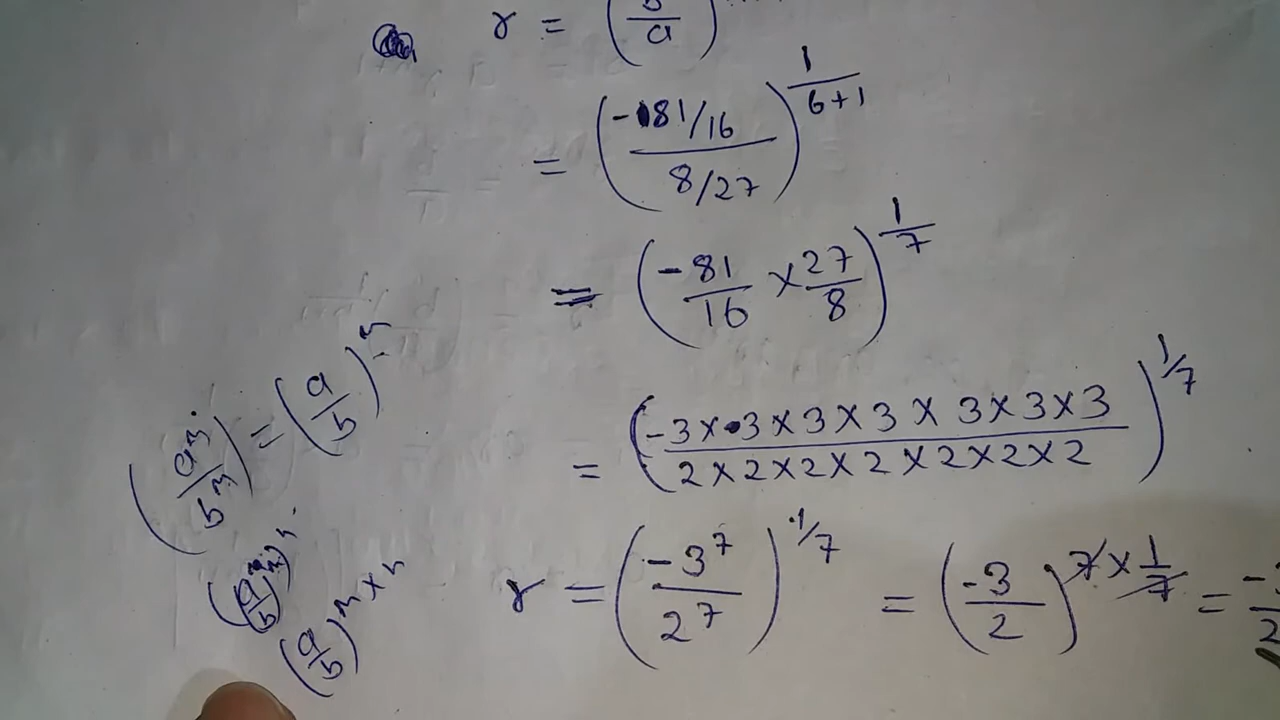 r = (b/a)
= (-81/16 / 8/27)^1/(6+1)
= (-81/16 × 27/8)^1/7
= (-3×3×3×3×3×3×3 / 2×2×2×2×2×2×2)^1/7
r = (-3^7 / 2^7)^1/7 = (-3/2)^7×1/7 = -3/2
(a^m / b^m) = (a/b)^m
((a/b)^m)^n
(a/b)^m×n